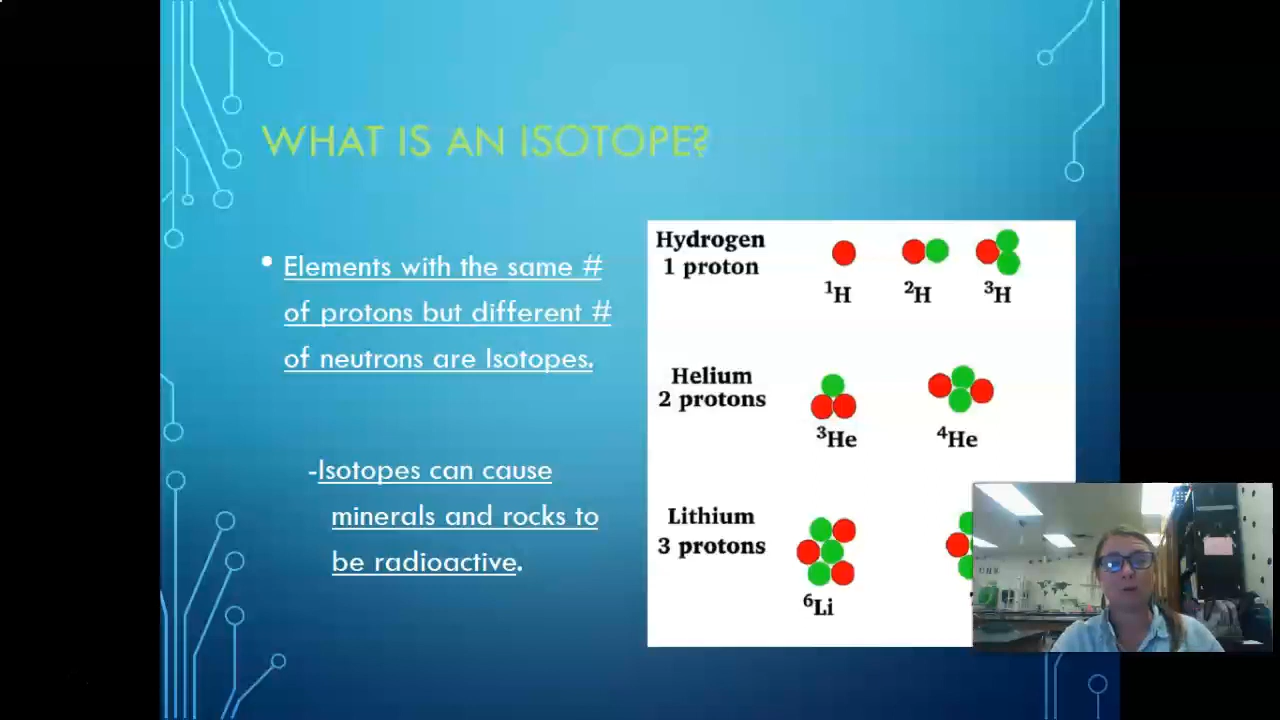 WHAT IS AN ISOTOPE?
• Elements with the same #
of protons but different #
of neutrons are Isotopes.
-Isotopes can cause
minerals and rocks to
be radioactive.
Hydrogen
1 proton
¹H ²H ³H
Helium
2 protons
³He ⁴He
Lithium
3 protons
⁶Li